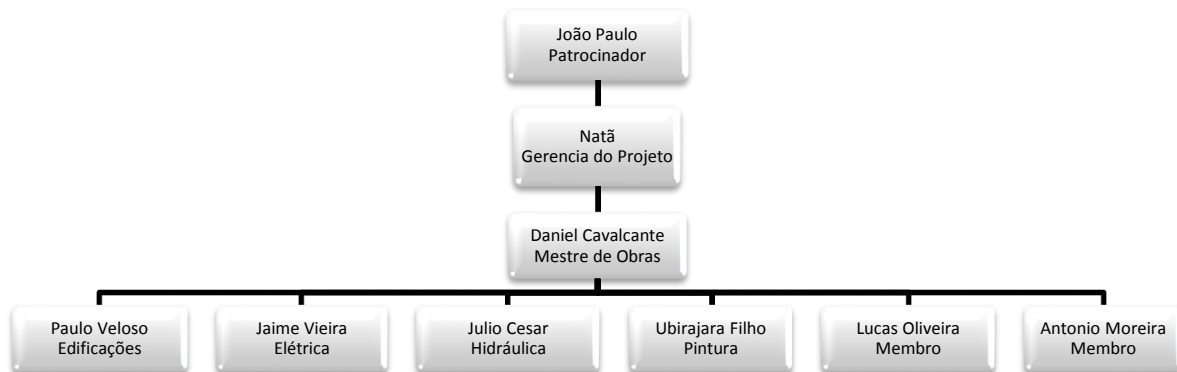 João Paulo
Patrocinador
Natã
Gerencia do Projeto
Daniel Cavalcante
Mestre de Obras
Paulo Veloso
Edificações
Jaime Vieira
Elétrica
Julio Cesar
Hidráulica
Ubirajara Filho
Pintura
Lucas Oliveira
Membro
Antonio Moreira
Membro